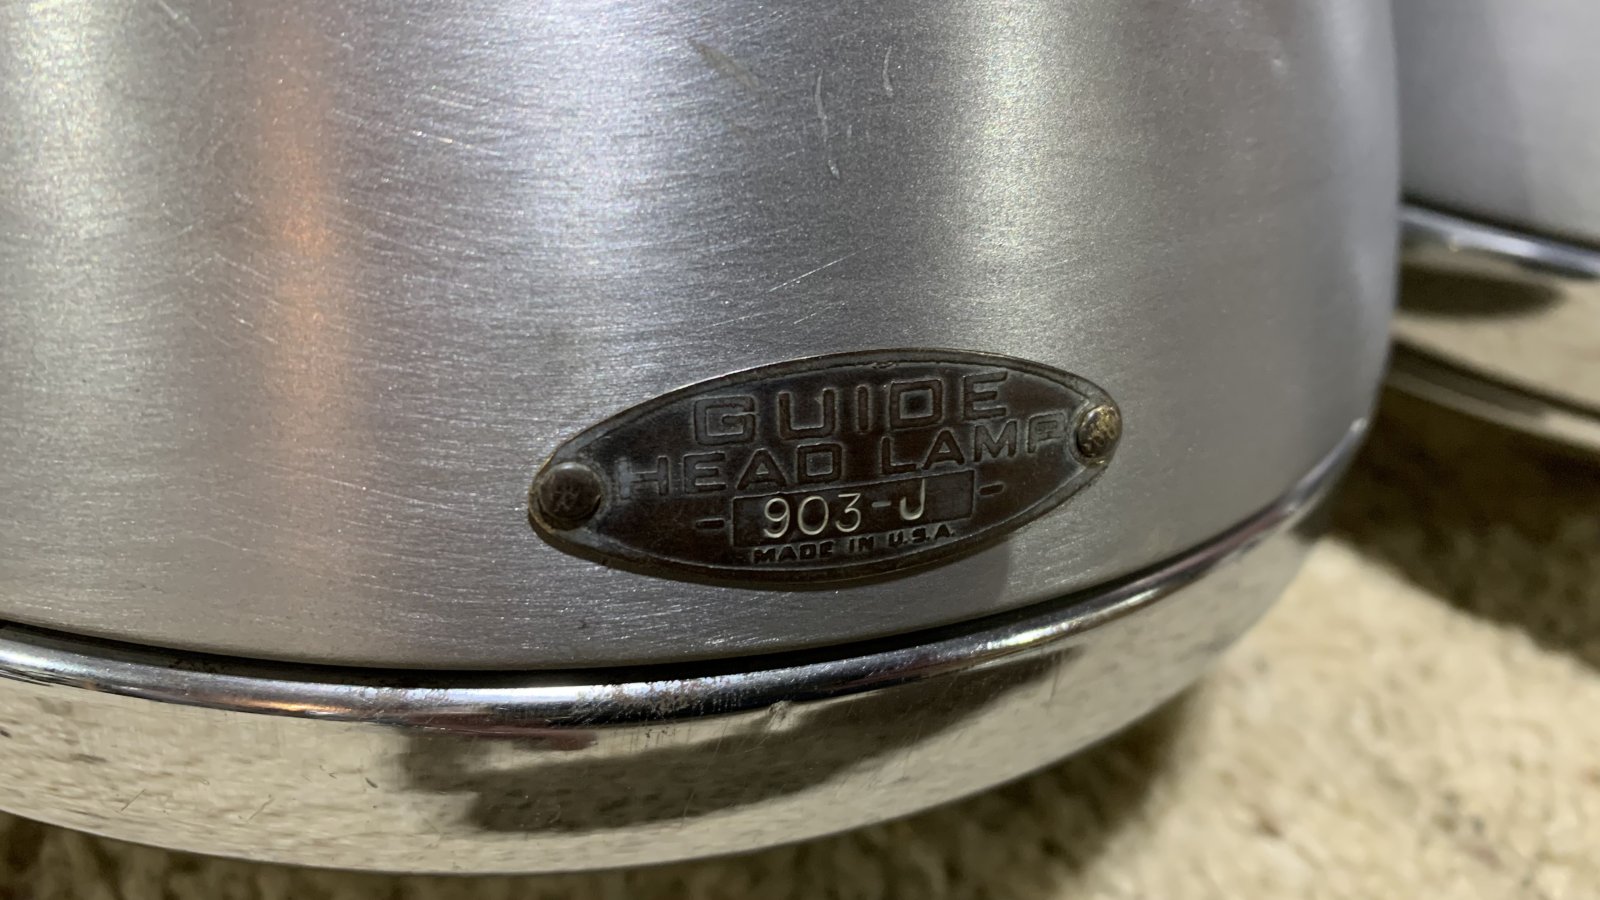 GUIDE
HEAD LAMP
- 903-J -
MADE IN U.S.A.